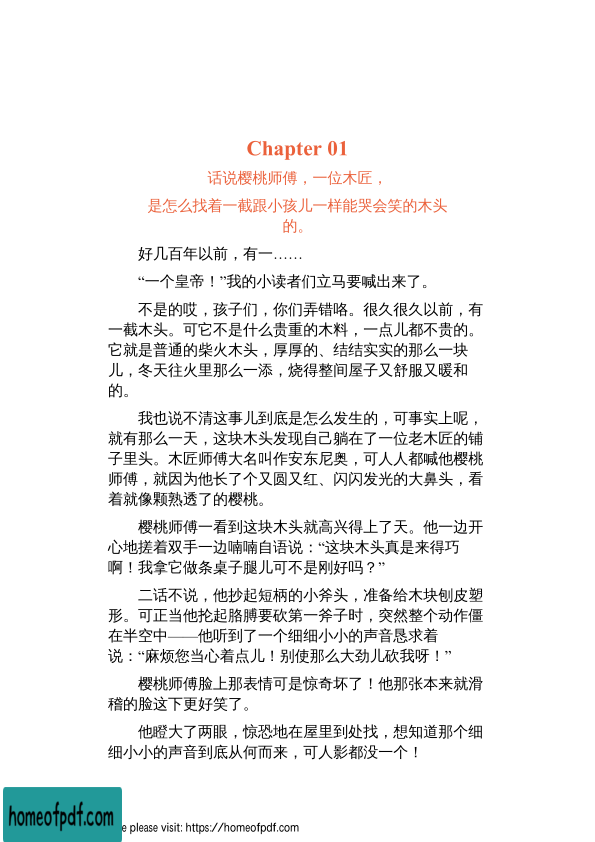 Chapter 01
话说樱桃师傅，一位木匠，
是怎么找着一截跟小孩儿一样能哭会笑的木头
的。
好几百年以前，有一……
“一个皇帝！”我的小读者们立马要喊出来了。
不是的哎，孩子们，你们弄错咯。很久很久以前，有
一截木头。可它不是什么贵重的木料，一点儿都不贵的。
它就是普通的柴火木头，厚厚的、结结实实的那么一块
儿，冬天往火里那么一添，烧得整间屋子又舒服又暖和
的。
我也说不清这事儿到底是怎么发生的，可事实上呢，
就有那么一天，这块木头发现自己躺在了一位老木匠的铺
子里头。木匠师傅大名叫作安东尼奥，可人人都喊他樱桃
师傅，就因为他长了个又圆又红、闪闪发光的大鼻头，看
着就像颗熟透了的樱桃。
樱桃师傅一看到这块木头就高兴得上了天。他一边开
心地搓着双手一边喃喃自语说：“这块木头真是来得巧
啊！我拿它做条桌子腿儿可不是刚好吗？”
二话不说，他抄起短柄的小斧头，准备给木块刨皮塑
形。可正当他抡起胳膊要砍第一斧子时，突然整个动作僵
在半空中——他听到了一个细细小小的声音恳求着
说：“麻烦您当心着点儿！别使那么大劲儿砍我呀！”
樱桃师傅脸上那表情可是惊奇坏了！他那张本来就滑
稽的脸这下更好笑了。
他瞪大了两眼，惊恐地在屋里到处找，想知道那个细
细小小的声音到底从何而来，可人影都没一个！
homeofpdf.com
e please visit: https://homeofpdf.com